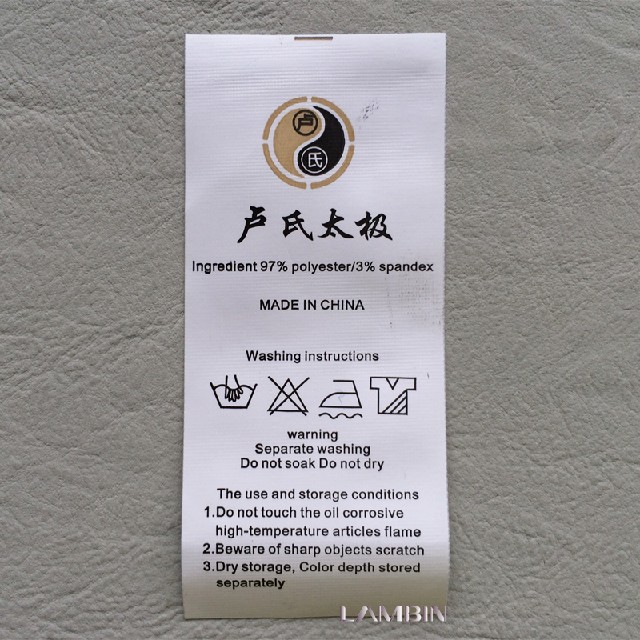 卢
氏
卢氏太极
Ingredient 97% polyester/3% spandex
MADE IN CHINA
Washing instructions
warning
Separate washing
Do not soak Do not dry
The use and storage conditions
1.Do not touch the oil corrosive
high-temperature articles flame
2.Beware of sharp objects scratch
3.Dry storage, Color depth stored
separately
LAMBIN